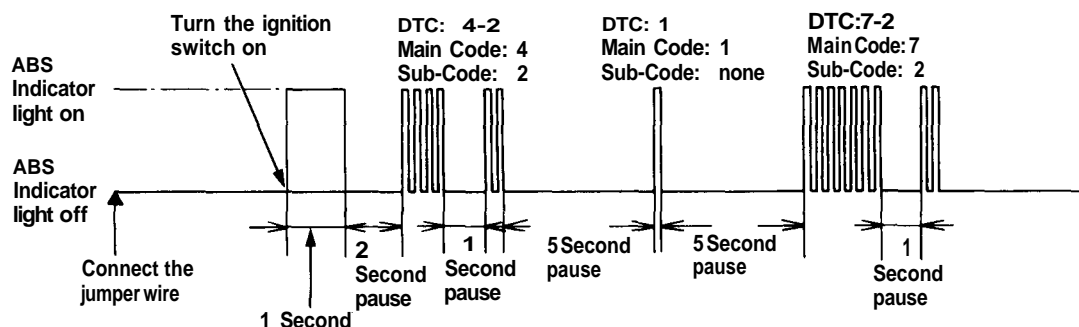 Turn the ignition
switch on
DTC: 4-2
Main Code: 4
Sub-Code: 2
DTC: 1
Main Code: 1
Sub-Code: none
DTC:7-2
Main Code:7
Sub-Code: 2
ABS
Indicator
light on
ABS
Indicator
light off
Connect the
jumper wire
1 Second
2
Second
pause
1
Second
pause
5 Second
pause
5 Second
pause
1
Second
pause